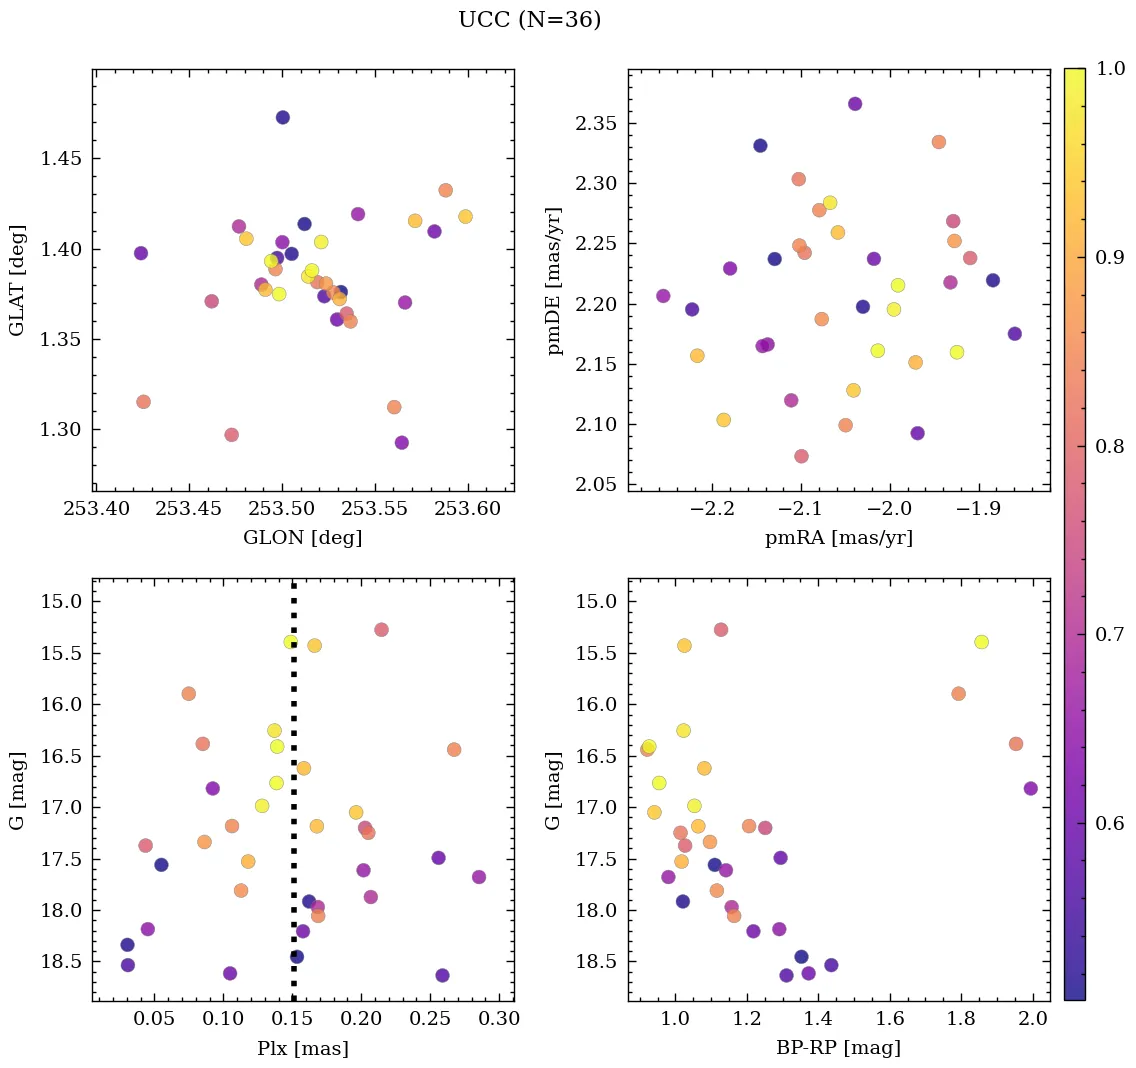 UCC (N=36)
1.45
1.40
1.35
1.30
GLAT [deg]
253.40 253.45 253.50 253.55 253.60
GLON [deg]
2.35
2.30
2.25
2.20
2.15
2.10
2.05
pmDE [mas/yr]
−2.2 −2.1 −2.0 −1.9
pmRA [mas/yr]
15.0
15.5
16.0
16.5
17.0
17.5
18.0
18.5
G [mag]
0.05 0.10 0.15 0.20 0.25 0.30
Plx [mas]
15.0
15.5
16.0
16.5
17.0
17.5
18.0
18.5
G [mag]
1.0 1.2 1.4 1.6 1.8 2.0
BP-RP [mag]
1.0
0.9
0.8
0.7
0.6